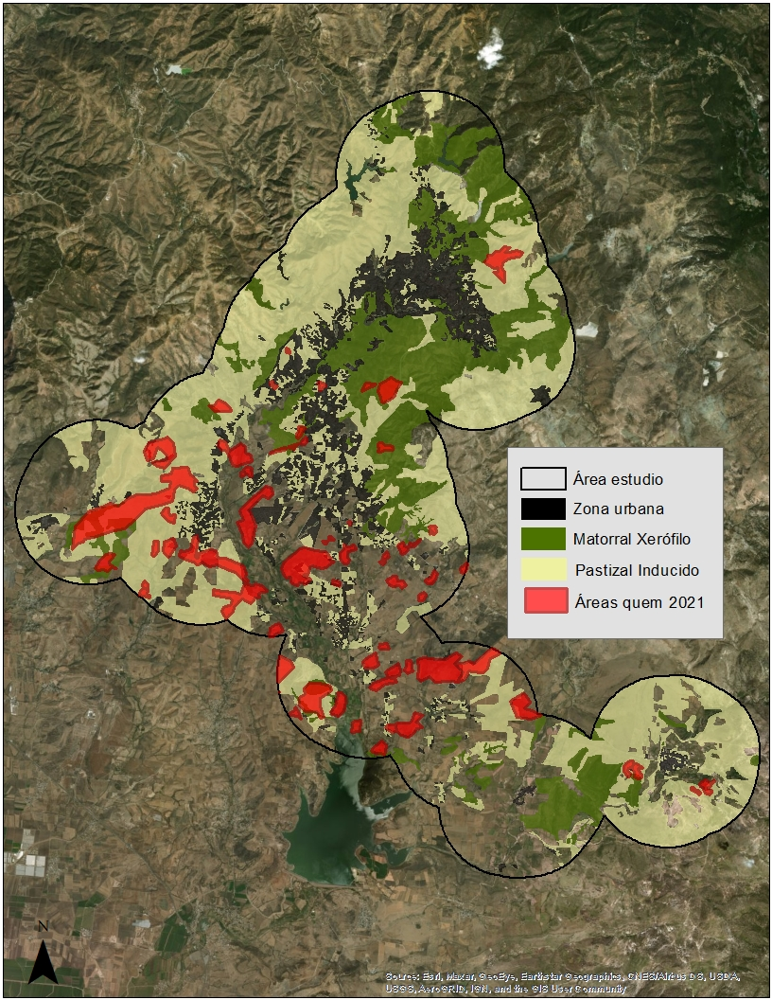 Área estudio
Zona urbana
Matorral Xerófilo
Pastizal Inducido
Áreas quem 2021
N
Source: Esri, Maxar, GeoEye, Earthstar Geographics, CNES/Airbus DS, USDA,
USGS, AeroGRID, IGN, and the GIS User Community